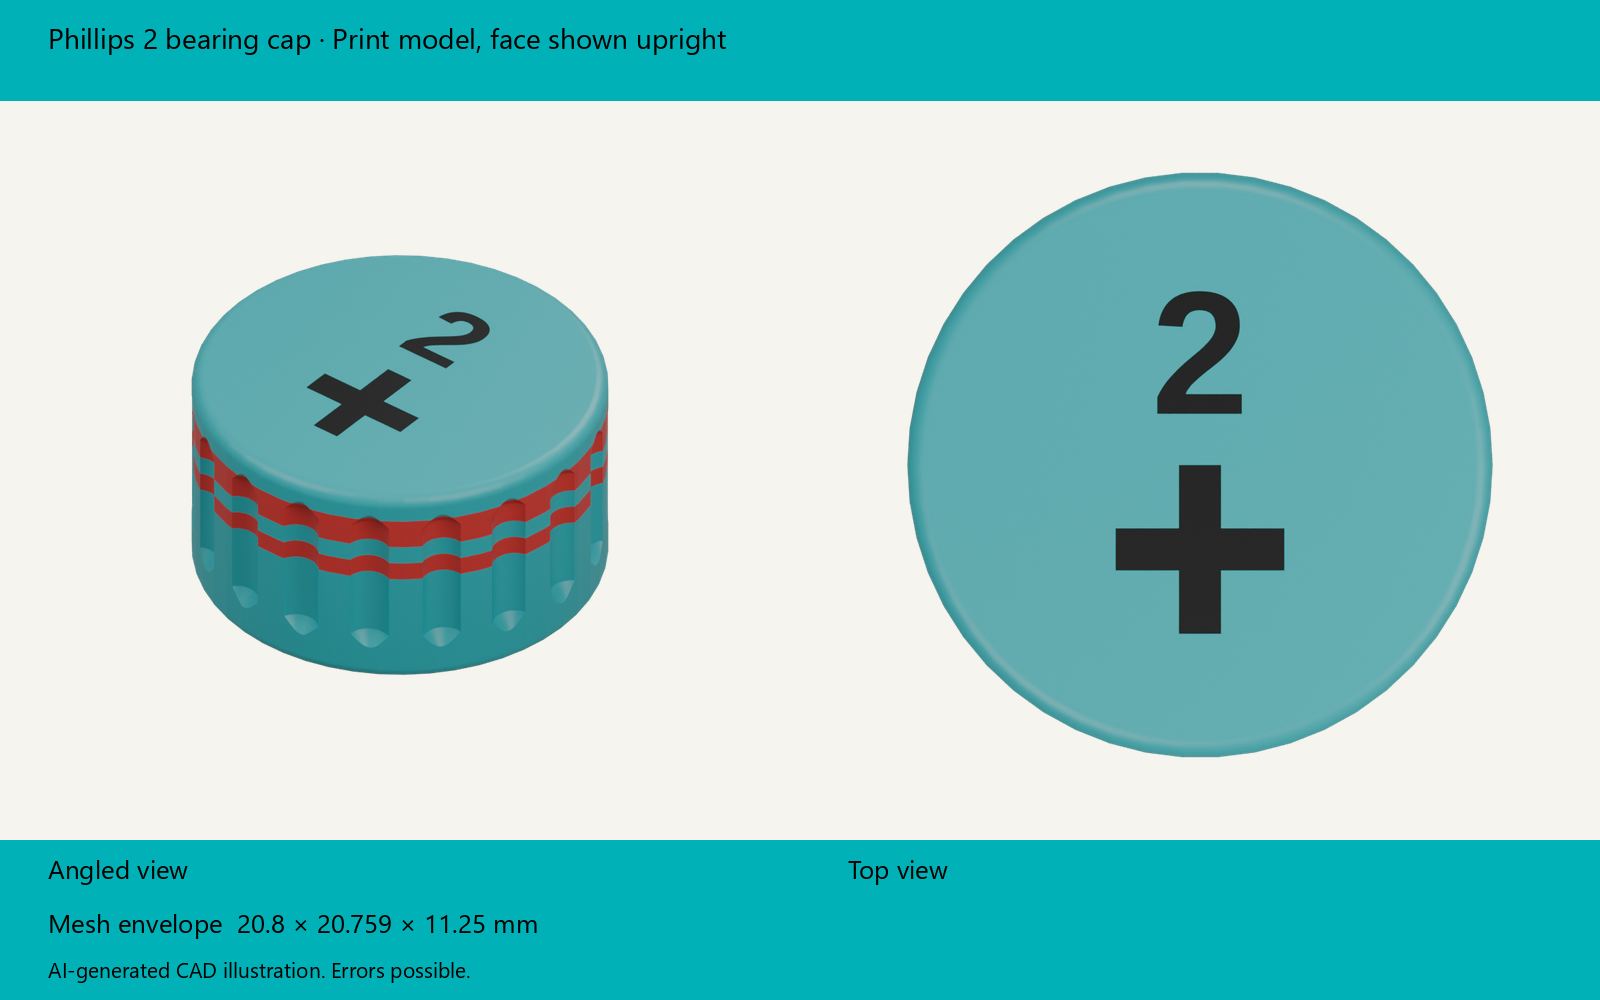 Phillips 2 bearing cap · Print model, face shown upright
2
2
Angled view
Top view
Mesh envelope 20.8 × 20.759 × 11.25 mm
AI-generated CAD illustration. Errors possible.